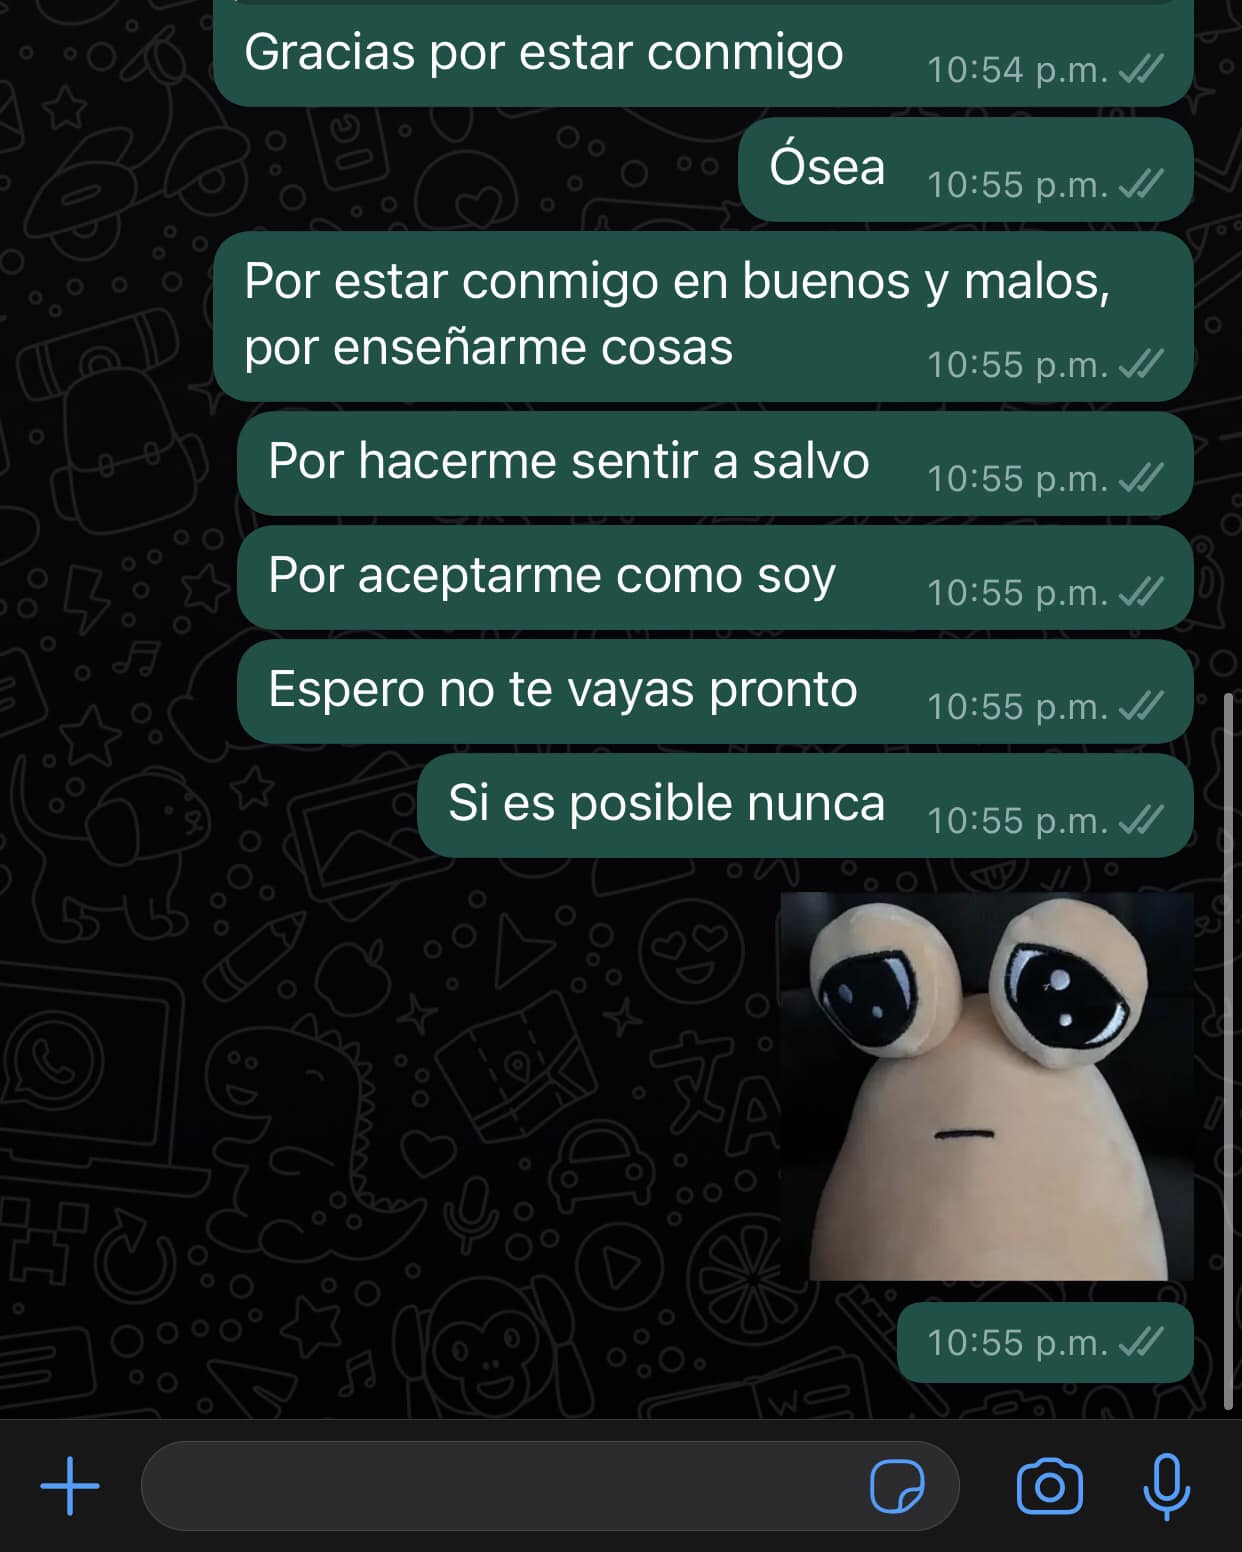 Gracias por estar conmigo
10:54 p.m.
Ósea
10:55 p.m.
Por estar conmigo en buenos y malos,
por enseñarme cosas
10:55 p.m.
Por hacerme sentir a salvo
10:55 p.m.
Por aceptarme como soy
10:55 p.m.
Espero no te vayas pronto
10:55 p.m.
Si es posible nunca
10:55 p.m.
10:55 p.m.